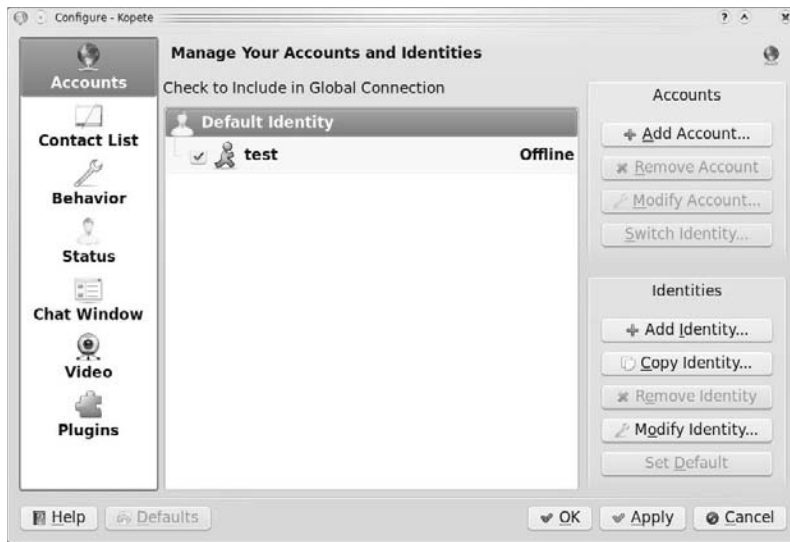 Configure - Kopete
Accounts
Contact List
Behavior
Status
Chat Window
Video
Plugins
Manage Your Accounts and Identities
Check to Include in Global Connection
Default Identity
test Offline
Accounts
Add Account...
Remove Account
Modify Account...
Switch Identity...
Identities
Add Identity...
Copy Identity...
Remove Identity
Modify Identity...
Set Default
Help
Defaults
OK
Apply
Cancel